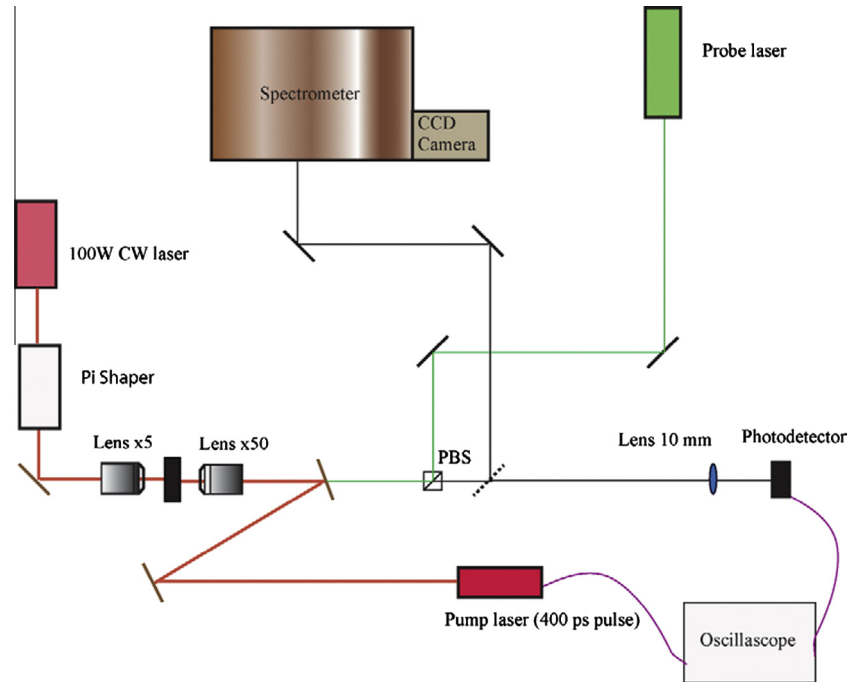 Probe laser
Spectrometer
CCD
Camera
100W CW laser
Pi Shaper
Lens x5
Lens x50
PBS
Lens 10 mm
Photodetector
Pump laser (400 ps pulse)
Oscillascope